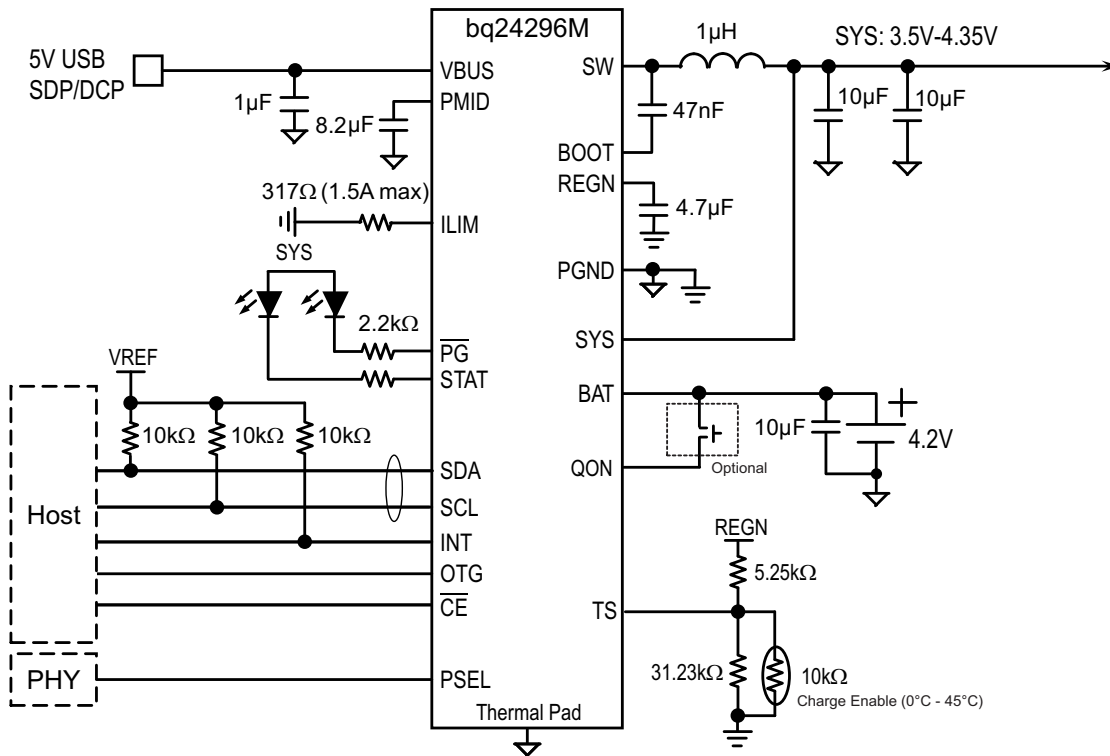 bq24296M
5V USB
SDP/DCP
VBUS
1µF
PMID
8.2µF
317Ω (1.5A max)
ILIM
SYS
2.2kΩ
PG
STAT
VREF
10kΩ
10kΩ
10kΩ
Host
SDA
SCL
INT
OTG
CE
PHY
PSEL
Thermal Pad
SW
1µH
SYS: 3.5V-4.35V
47nF
10µF
10µF
BOOT
REGN
4.7µF
PGND
SYS
BAT
10µF
+
4.2V
Optional
QON
REGN
5.25kΩ
TS
31.23kΩ
10kΩ
Charge Enable (0°C - 45°C)